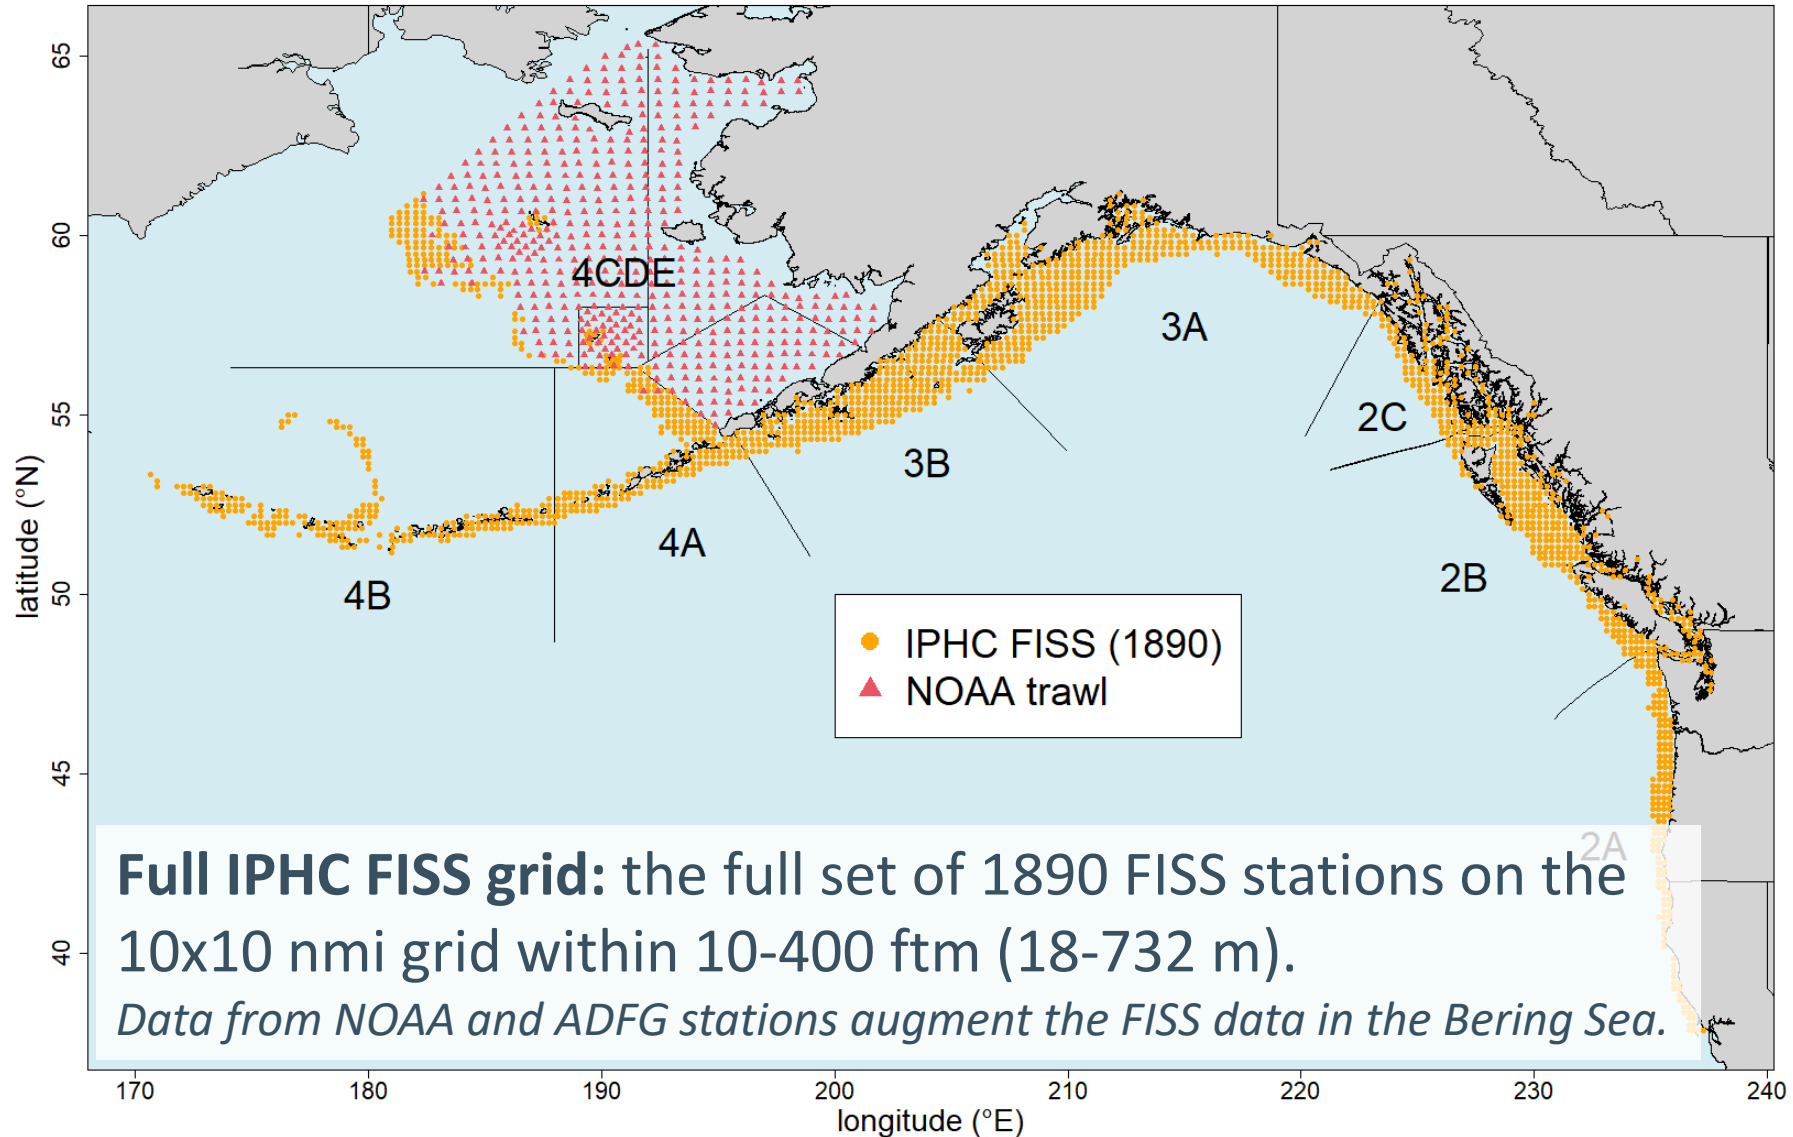 65
60
55
50
45
40
latitude (°N)
4CDE
3A
2C
3B
4A
2B
4B
IPHC FISS (1890)
NOAA trawl
2A
Full IPHC FISS grid: the full set of 1890 FISS stations on the
10x10 nmi grid within 10-400 ftm (18-732 m).
Data from NOAA and ADFG stations augment the FISS data in the Bering Sea.
170 180 190 200 210 220 230 240
longitude (°E)